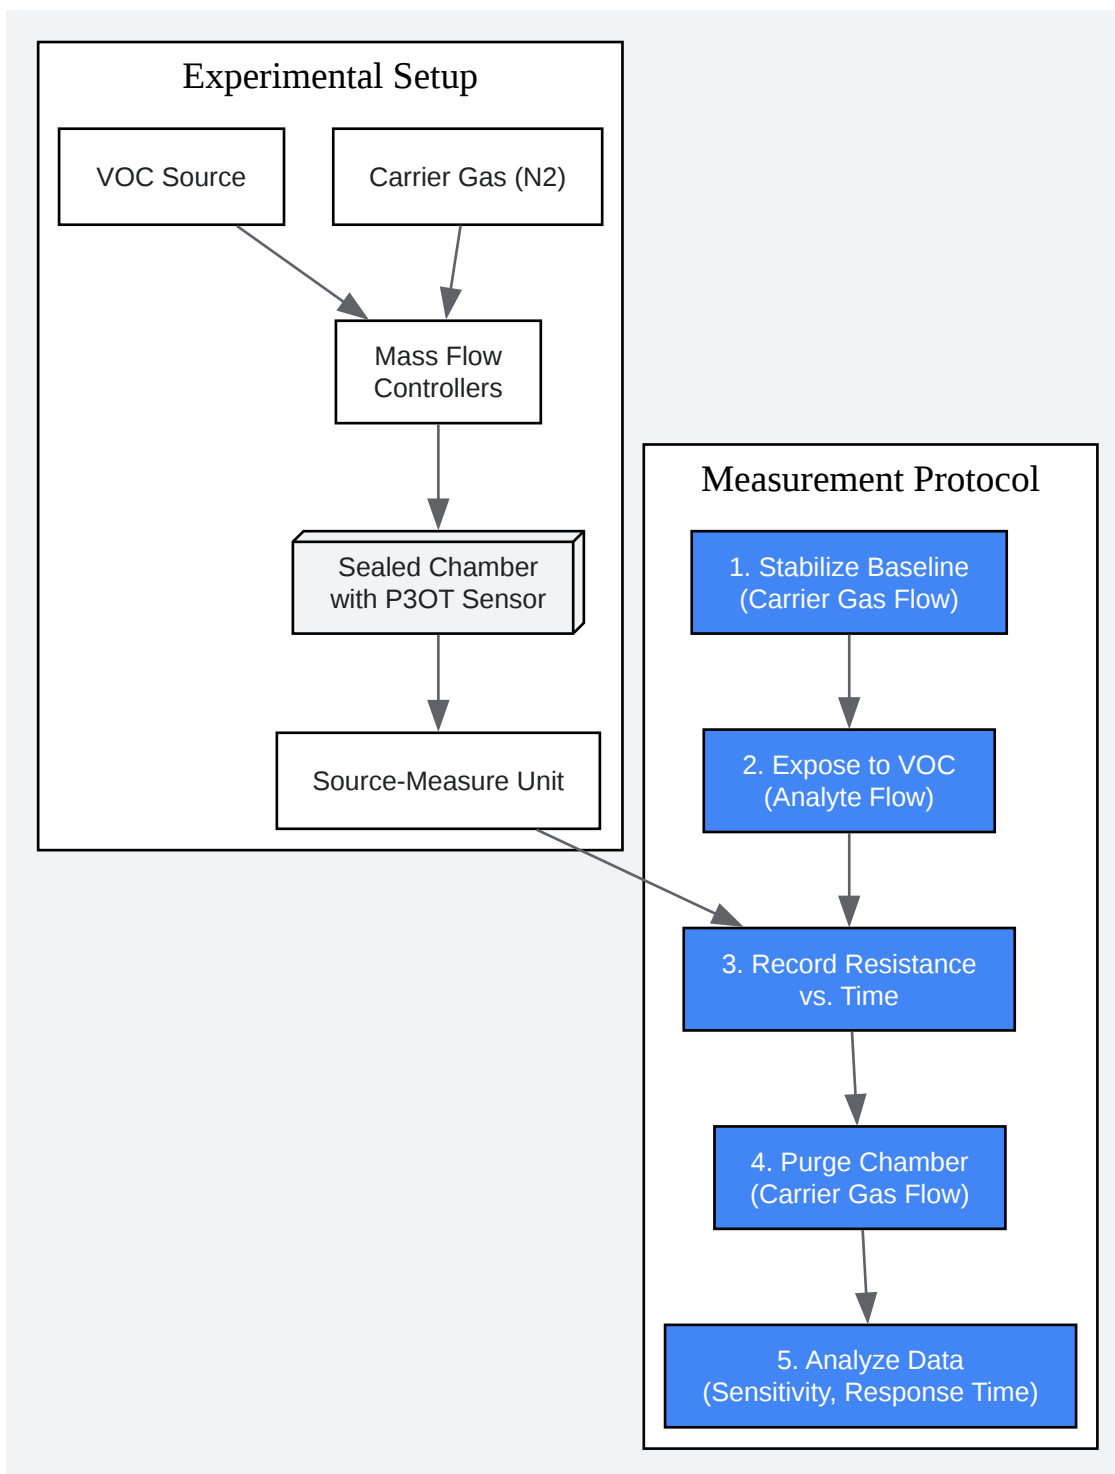 Experimental Setup
VOC Source
Carrier Gas (N2)
Mass Flow
Controllers
Sealed Chamber
with P3OT Sensor
Source-Measure Unit
Measurement Protocol
1. Stabilize Baseline
(Carrier Gas Flow)
2. Expose to VOC
(Analyte Flow)
3. Record Resistance
vs. Time
4. Purge Chamber
(Carrier Gas Flow)
5. Analyze Data
(Sensitivity, Response Time)